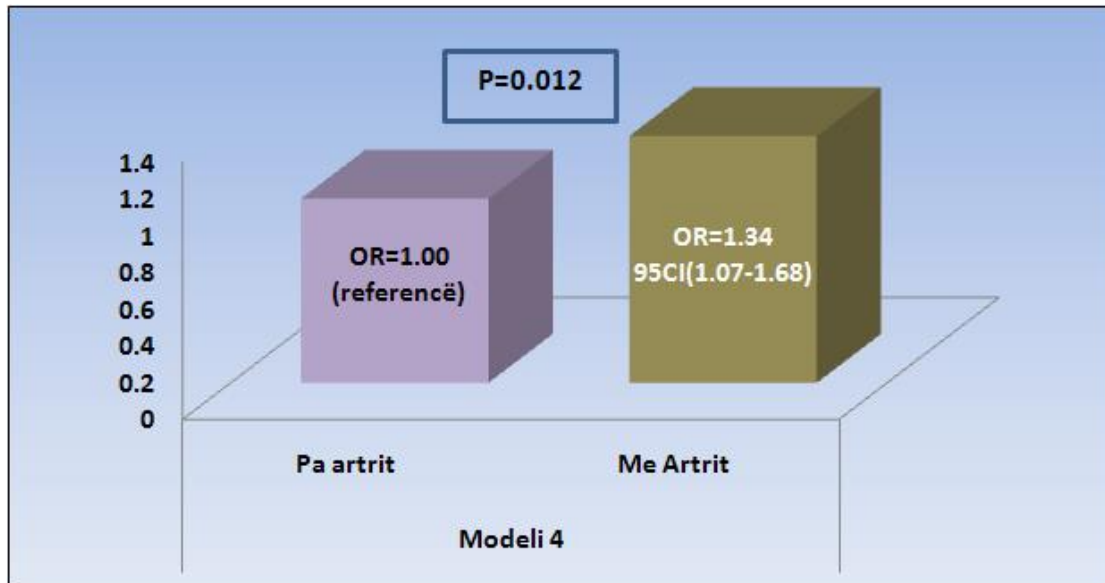 P=0.012
1.4
1.2
1
0.8
0.6
0.4
0.2
0
OR=1.00
(referencë)
OR=1.34
95CI(1.07-1.68)
Pa artrit
Me Artrit
Modeli 4